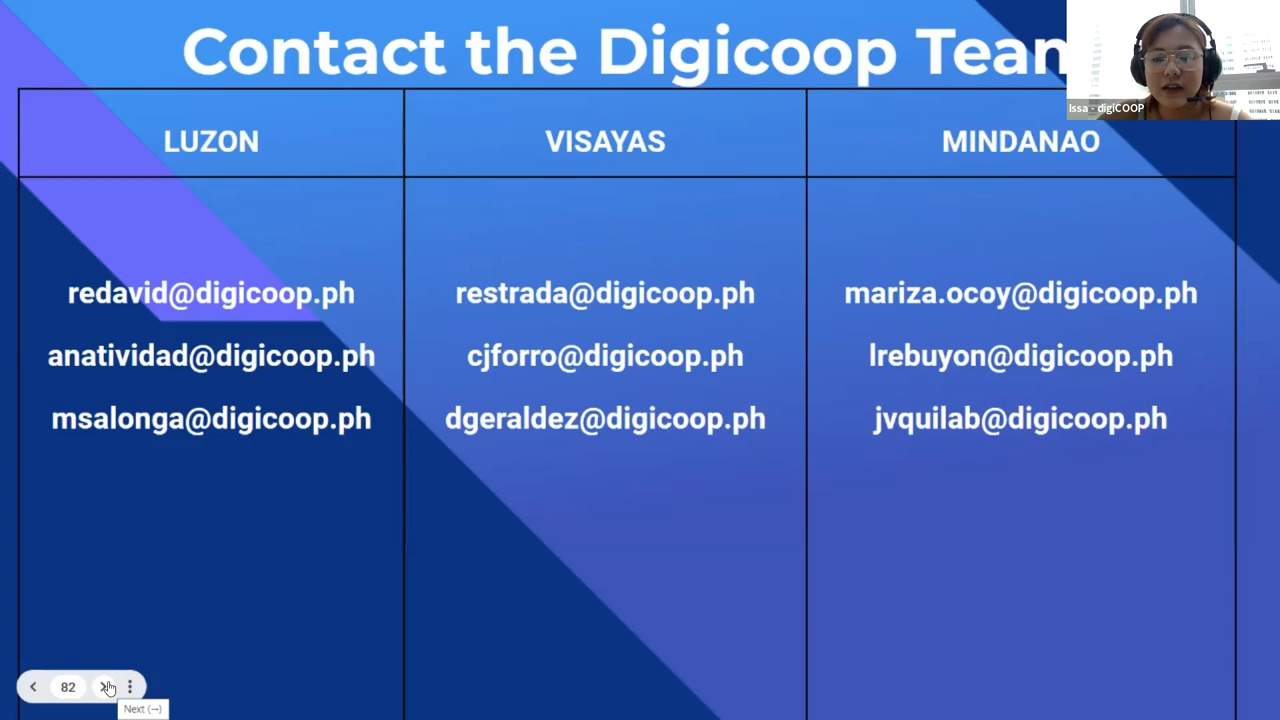 Contact the Digicoop Team
Issa - digiCOOP
LUZON
VISAYAS
MINDANAO
redavid@digicoop.ph
restrada@digicoop.ph
mariza.ocoy@digicoop.ph
anatividad@digicoop.ph
cjforro@digicoop.ph
lrebuyon@digicoop.ph
msalonga@digicoop.ph
dgeraldez@digicoop.ph
jvquilab@digicoop.ph
82
Next (→)